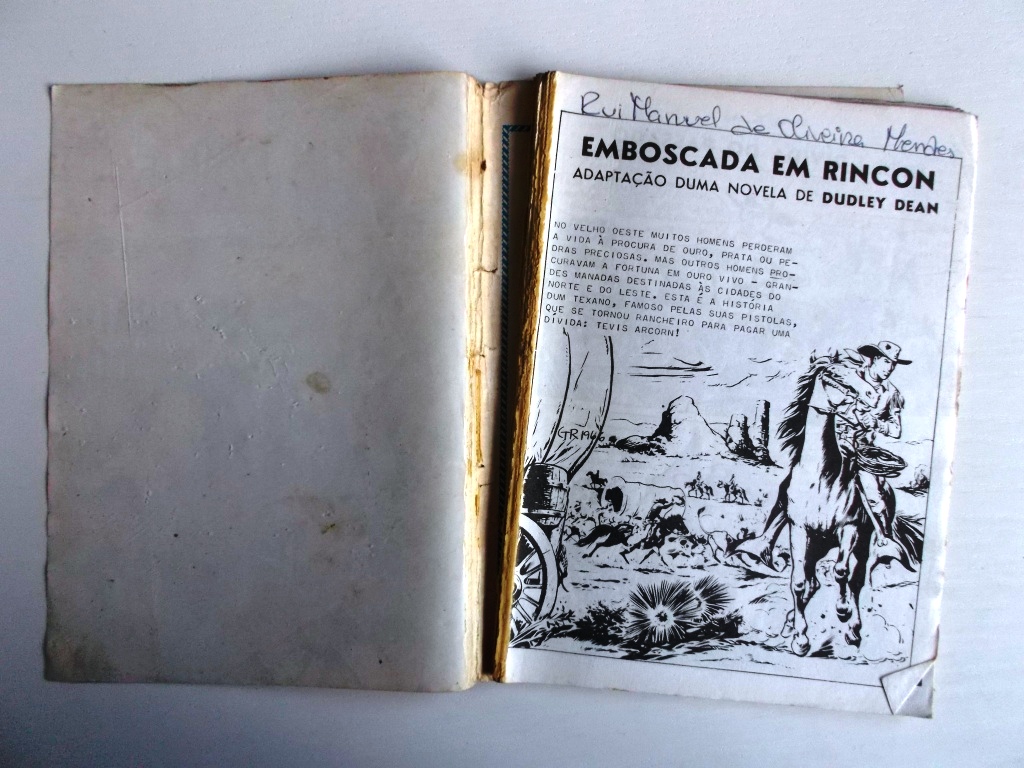 Rui Manuel de Oliveira Mendes
EMBOSCADA EM RINCON
ADAPTAÇÃO DUMA NOVELA DE DUDLEY DEAN
NO VELHO OESTE MUITOS HOMENS PERDERAM
A VIDA À PROCURA DE OURO, PRATA OU PE-
DRAS PRECIOSAS. MAS OUTROS HOMENS PRO-
CURAVAM A FORTUNA EM OURO VIVO - GRAN-
DES MANADAS DESTINADAS ÀS CIDADES DO
NORTE E DO LESTE. ESTA É A HISTÓRIA
DUM TEXANO, FAMOSO PELAS SUAS PISTOLAS,
QUE SE TORNOU RANCHEIRO PARA PAGAR UMA
DÍVIDA: TEVIS ARCORN!
GR 1966